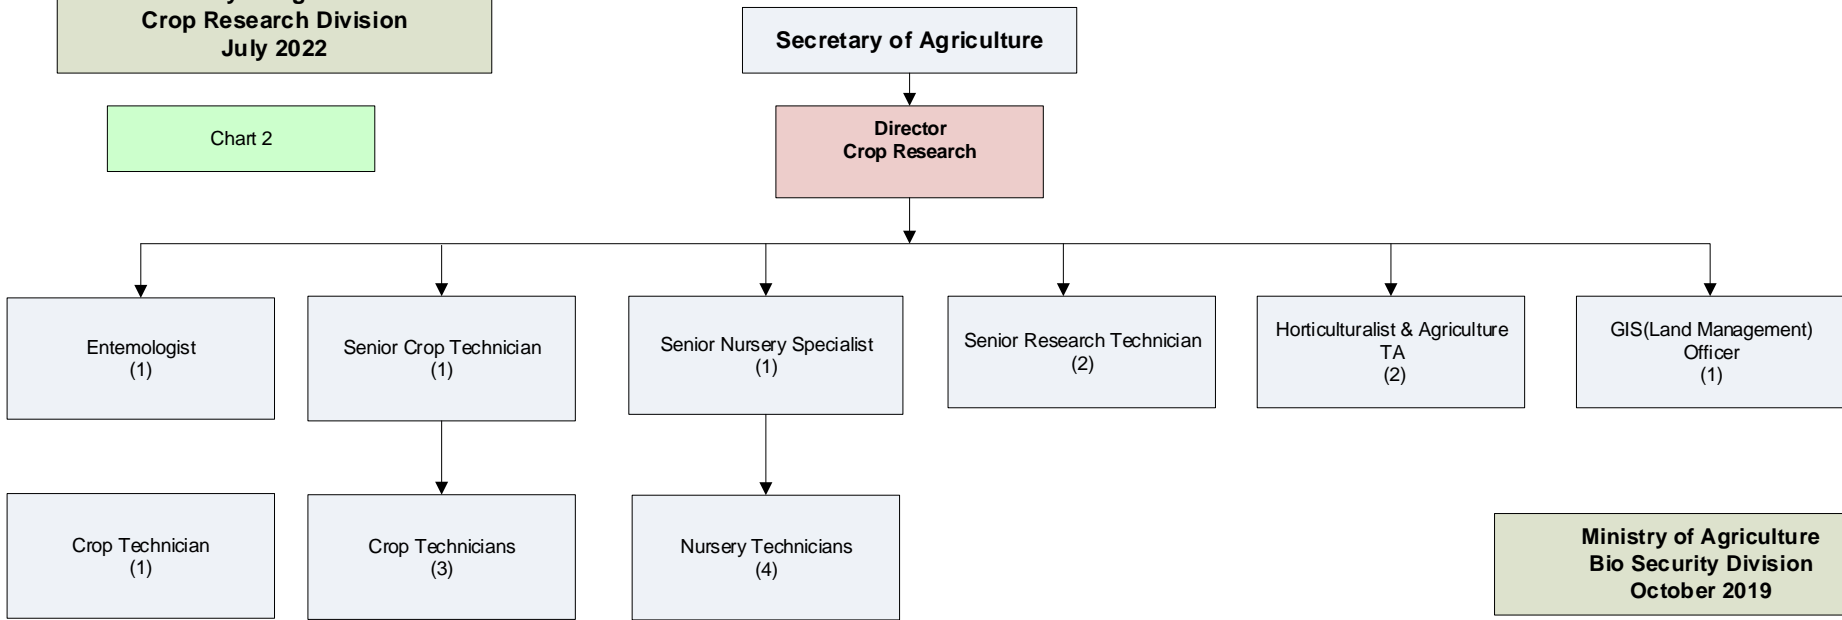 Crop Research Division
July 2022
Secretary of Agriculture
Chart 2
Director
Crop Research
Entemologist
(1)
Senior Crop Technician
(1)
Senior Nursery Specialist
(1)
Senior Research Technician
(2)
Horticulturalist & Agriculture
TA
(2)
GIS(Land Management)
Officer
(1)
Crop Technician
(1)
Crop Technicians
(3)
Nursery Technicians
(4)
Ministry of Agriculture
Bio Security Division
October 2019